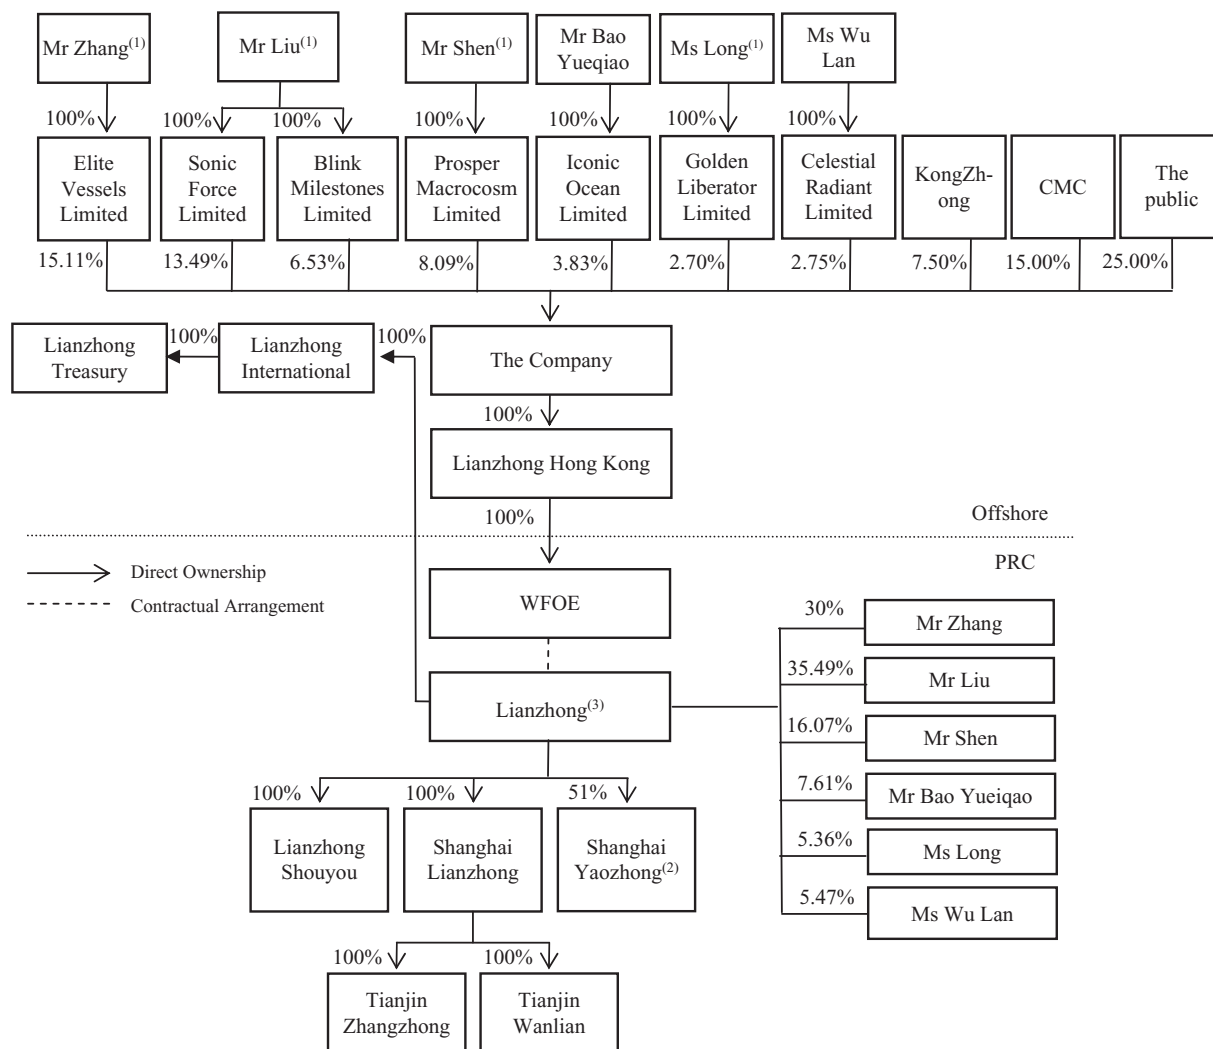 Mr Zhang(1)
Mr Liu(1)
Mr Shen(1)
Mr Bao
Yueqiao
Ms Long(1)
Ms Wu
Lan
100%
100%
100%
100%
100%
100%
100%
Elite
Vessels
Limited
Sonic
Force
Limited
Blink
Milestones
Limited
Prosper
Macrocosm
Limited
Iconic
Ocean
Limited
Golden
Liberator
Limited
Celestial
Radiant
Limited
KongZh-
ong
CMC
The
public
15.11%
13.49%
6.53%
8.09%
3.83%
2.70%
2.75%
7.50%
15.00%
25.00%
Lianzhong
Treasury
100%
Lianzhong
International
100%
The Company
100%
Lianzhong Hong Kong
100%
Offshore
PRC
Direct Ownership
Contractual Arrangement
WFOE
Lianzhong(3)
30%
Mr Zhang
35.49%
Mr Liu
16.07%
Mr Shen
7.61%
Mr Bao Yueiqao
5.36%
Ms Long
5.47%
Ms Wu Lan
100%
100%
51%
Lianzhong
Shouyou
Shanghai
Lianzhong
Shanghai
Yaozhong(2)
100%
100%
Tianjin
Zhangzhong
Tianjin
Wanlian